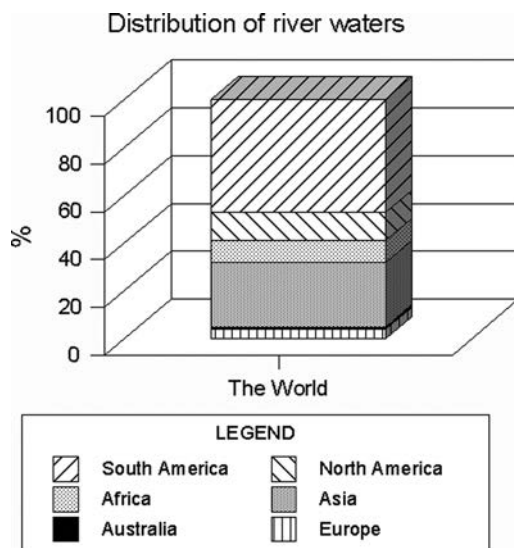 Distribution of river waters
100
80
60
40
20
0
%
The World
LEGEND
South America North America
Africa Asia
Australia Europe